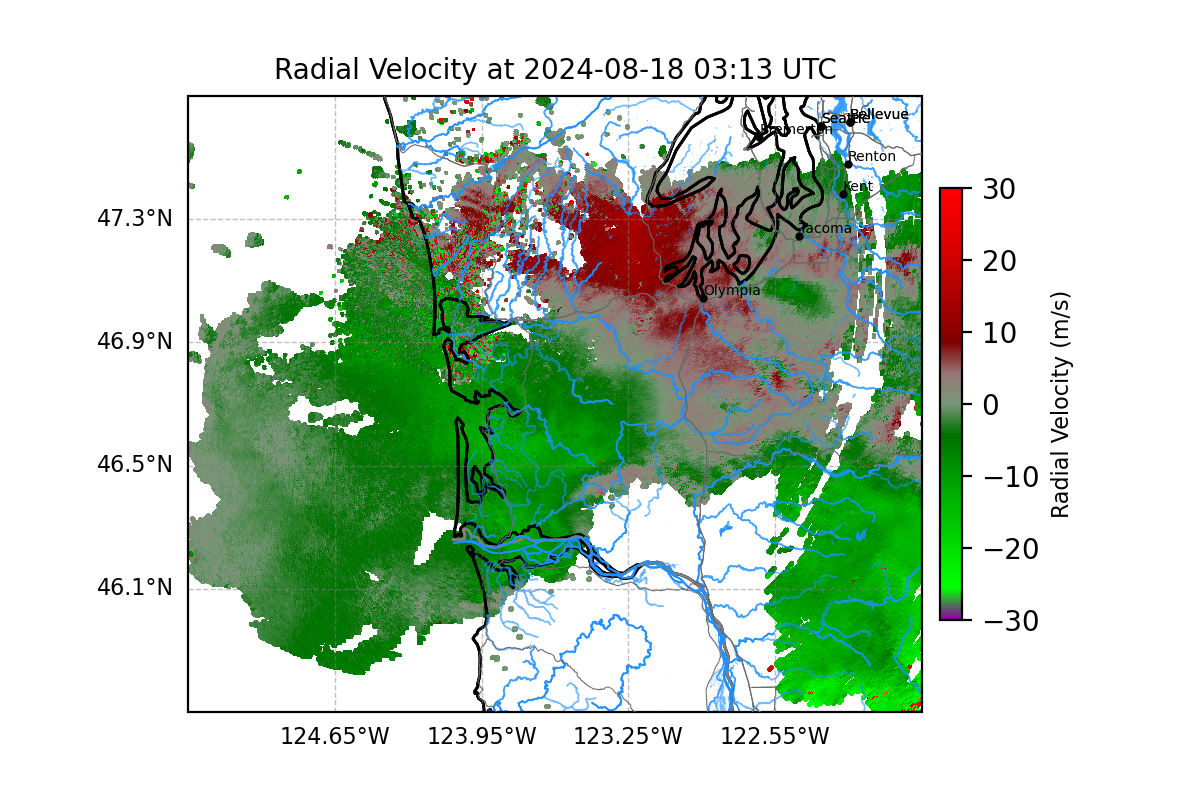 Radial Velocity at 2024-08-18 03:13 UTC
Bellevue
Seattle
Bremerton
Renton
Kent
Tacoma
Olympia
47.3°N
46.9°N
46.5°N
46.1°N
124.65°W
123.95°W
123.25°W
122.55°W
30
20
10
0
−10
−20
−30
Radial Velocity (m/s)